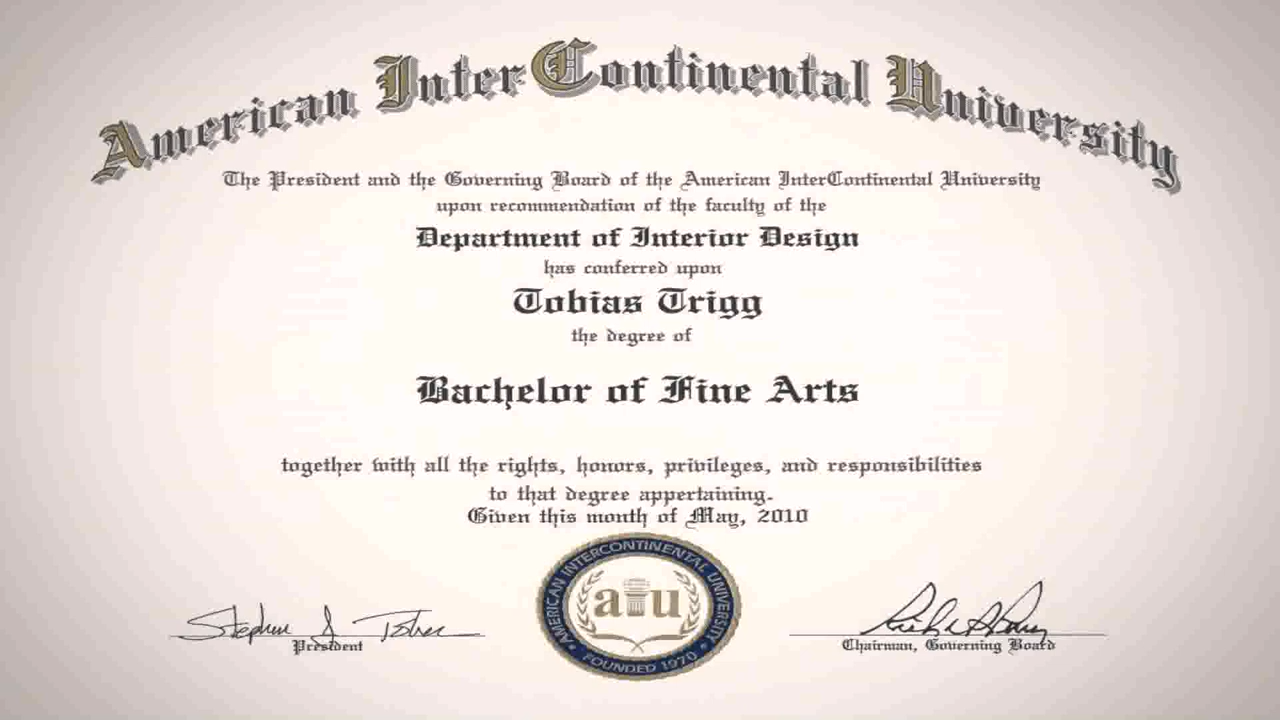 American InterContinental University
The President and the Governing Board of the American InterContinental University
upon recommendation of the faculty of the
Department of Interior Design
has conferred upon
Tobias Trigg
the degree of
Bachelor of Fine Arts
together with all the rights, honors, privileges, and responsibilities
to that degree appertaining.
Given this month of May, 2010
AMERICAN INTERCONTINENTAL UNIVERSITY
aiu
FOUNDED 1970
Stephen J
President
Chairman, Governing Board